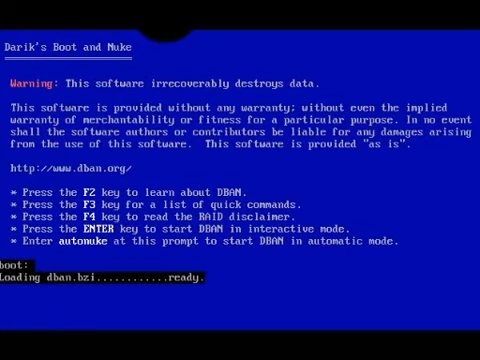 Darik's Boot and Nuke
Warning: This software irrecoverably destroys data.
This software is provided without any warranty; without even the implied
warranty of merchantability or fitness for a particular purpose. In no event
shall the software authors or contributors be liable for any damages arising
from the use of this software.  This software is provided "as is".
http://www.dban.org/
* Press the F2 key to learn about DBAN.
* Press the F3 key for a list of quick commands.
* Press the F4 key to read the RAID disclaimer.
* Press the ENTER key to start DBAN in interactive mode.
* Enter autonuke at this prompt to start DBAN in automatic mode.
boot:
Loading dban.bzi............ready.